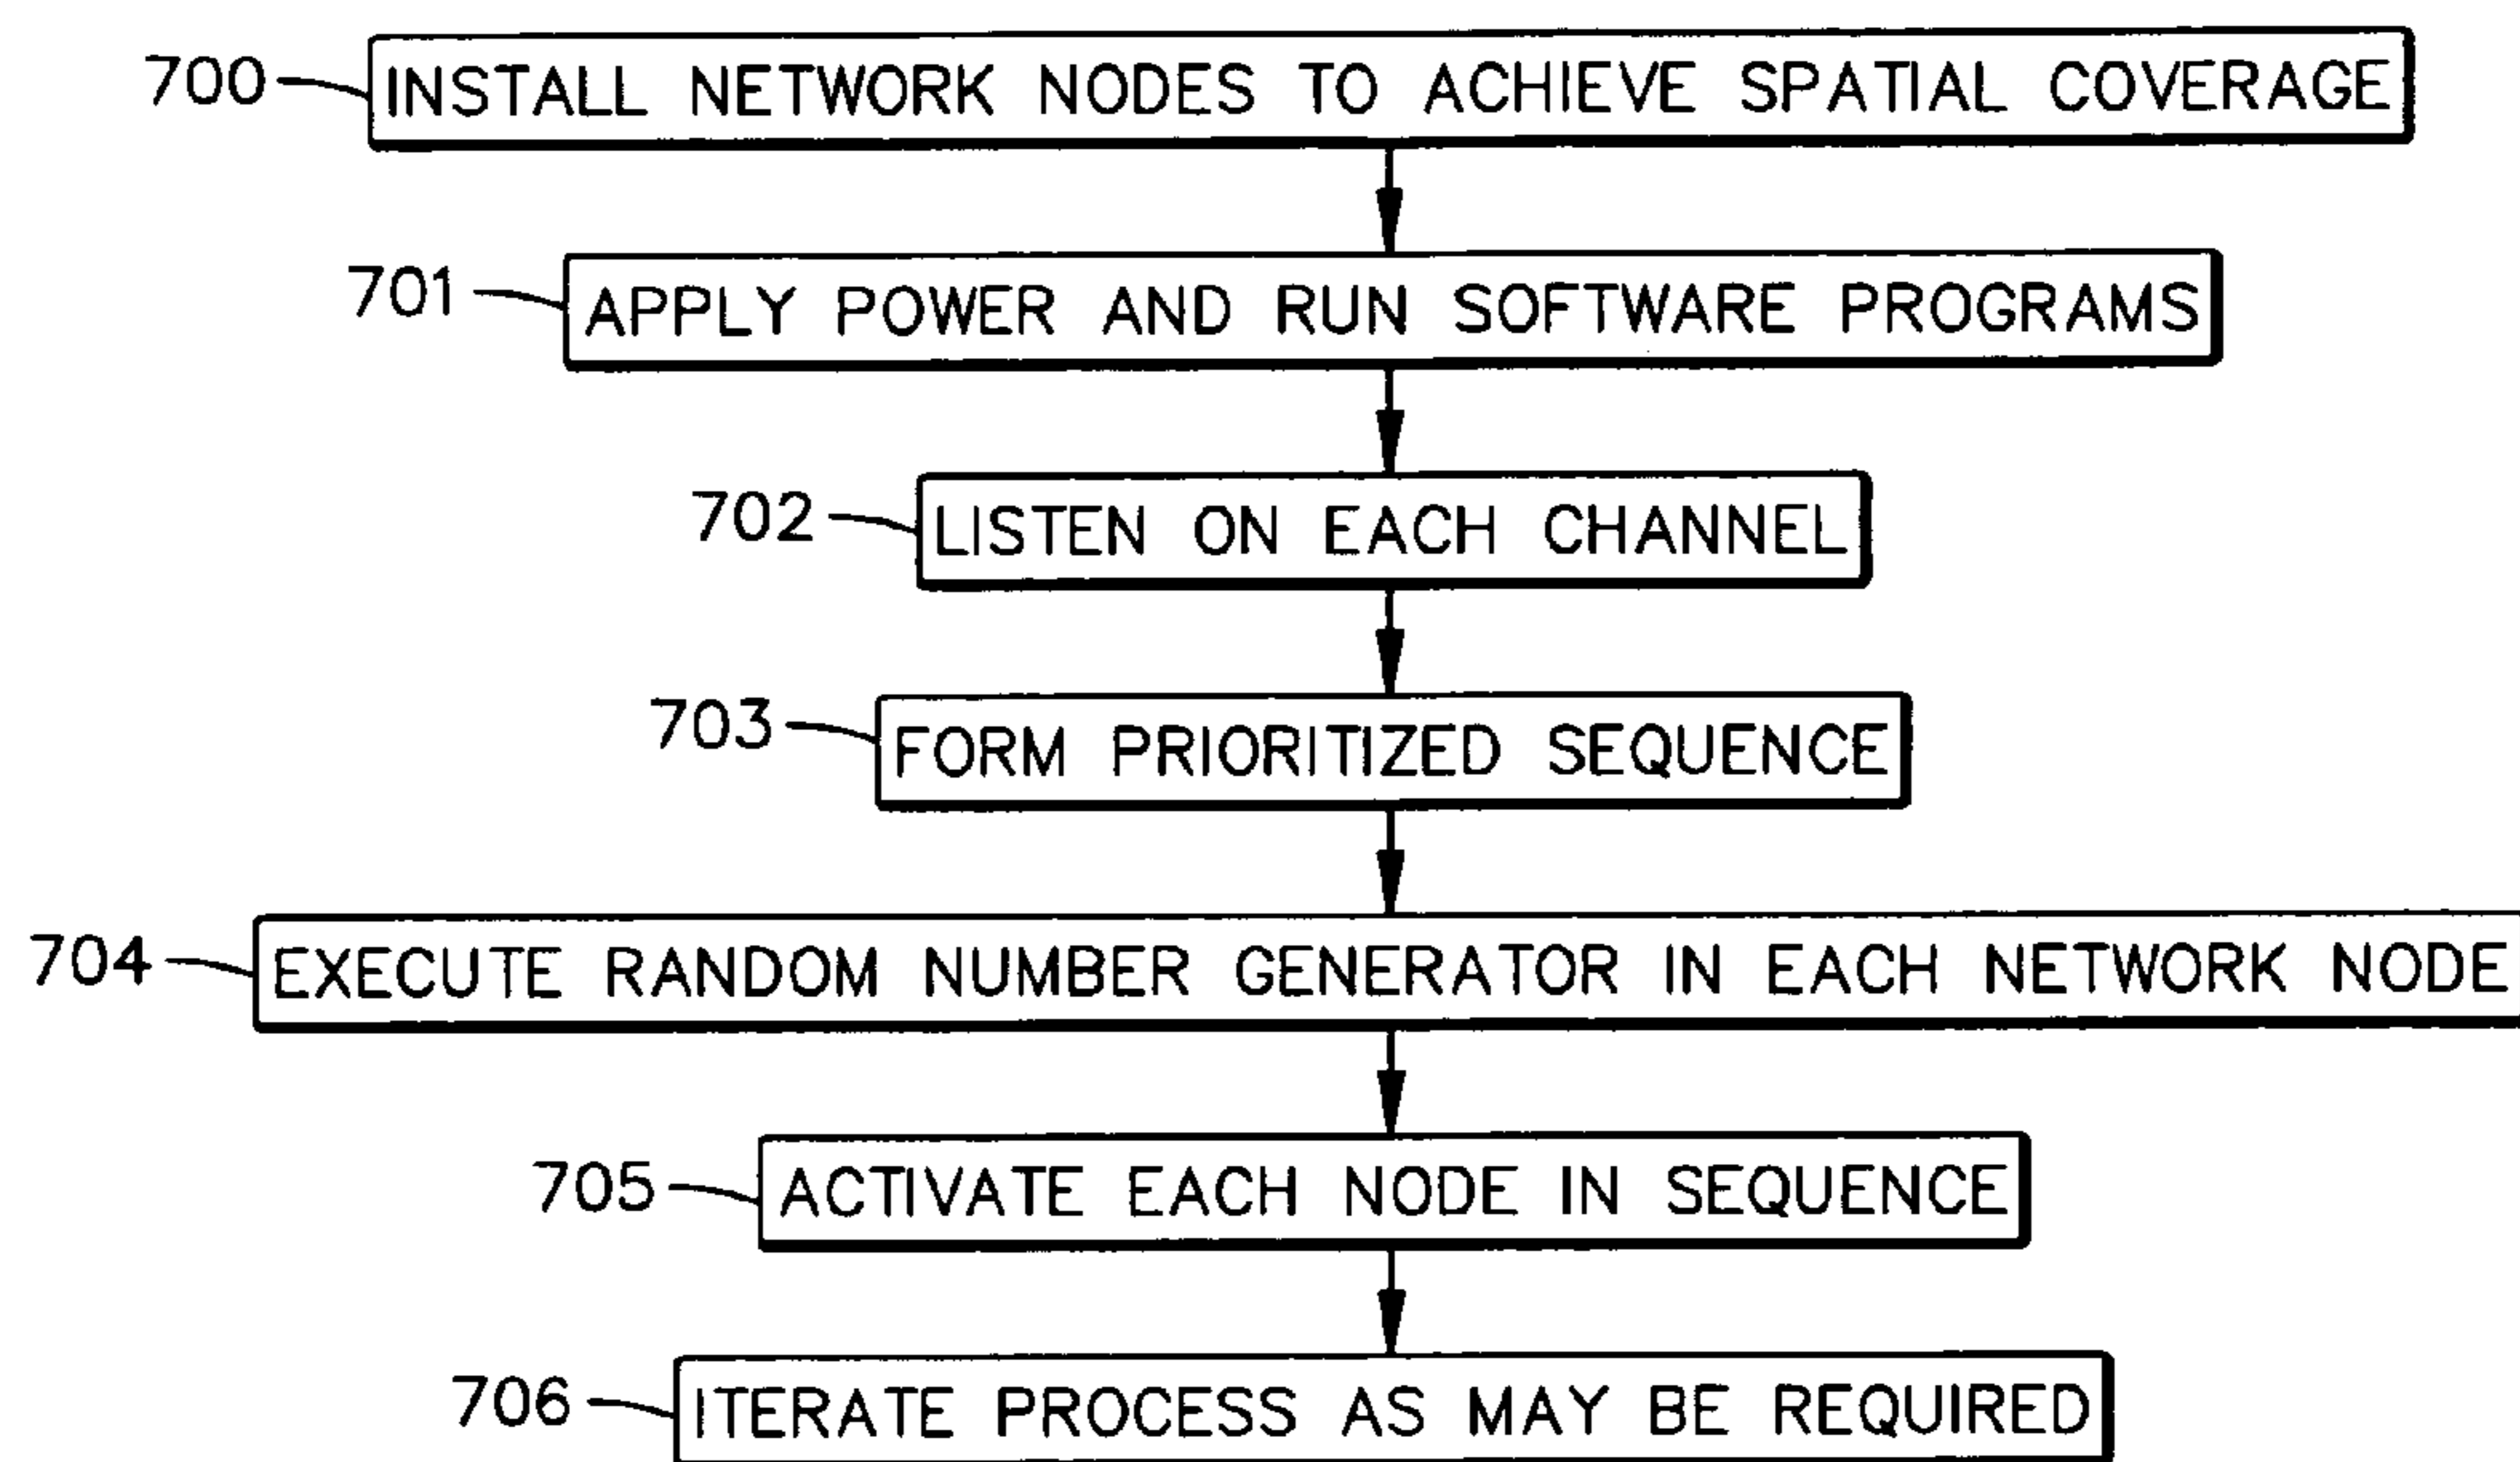 700 INSTALL NETWORK NODES TO ACHIEVE SPATIAL COVERAGE
701 APPLY POWER AND RUN SOFTWARE PROGRAMS
702 LISTEN ON EACH CHANNEL
703 FORM PRIORITIZED SEQUENCE
704 EXECUTE RANDOM NUMBER GENERATOR IN EACH NETWORK NODE
705 ACTIVATE EACH NODE IN SEQUENCE
706 ITERATE PROCESS AS MAY BE REQUIRED